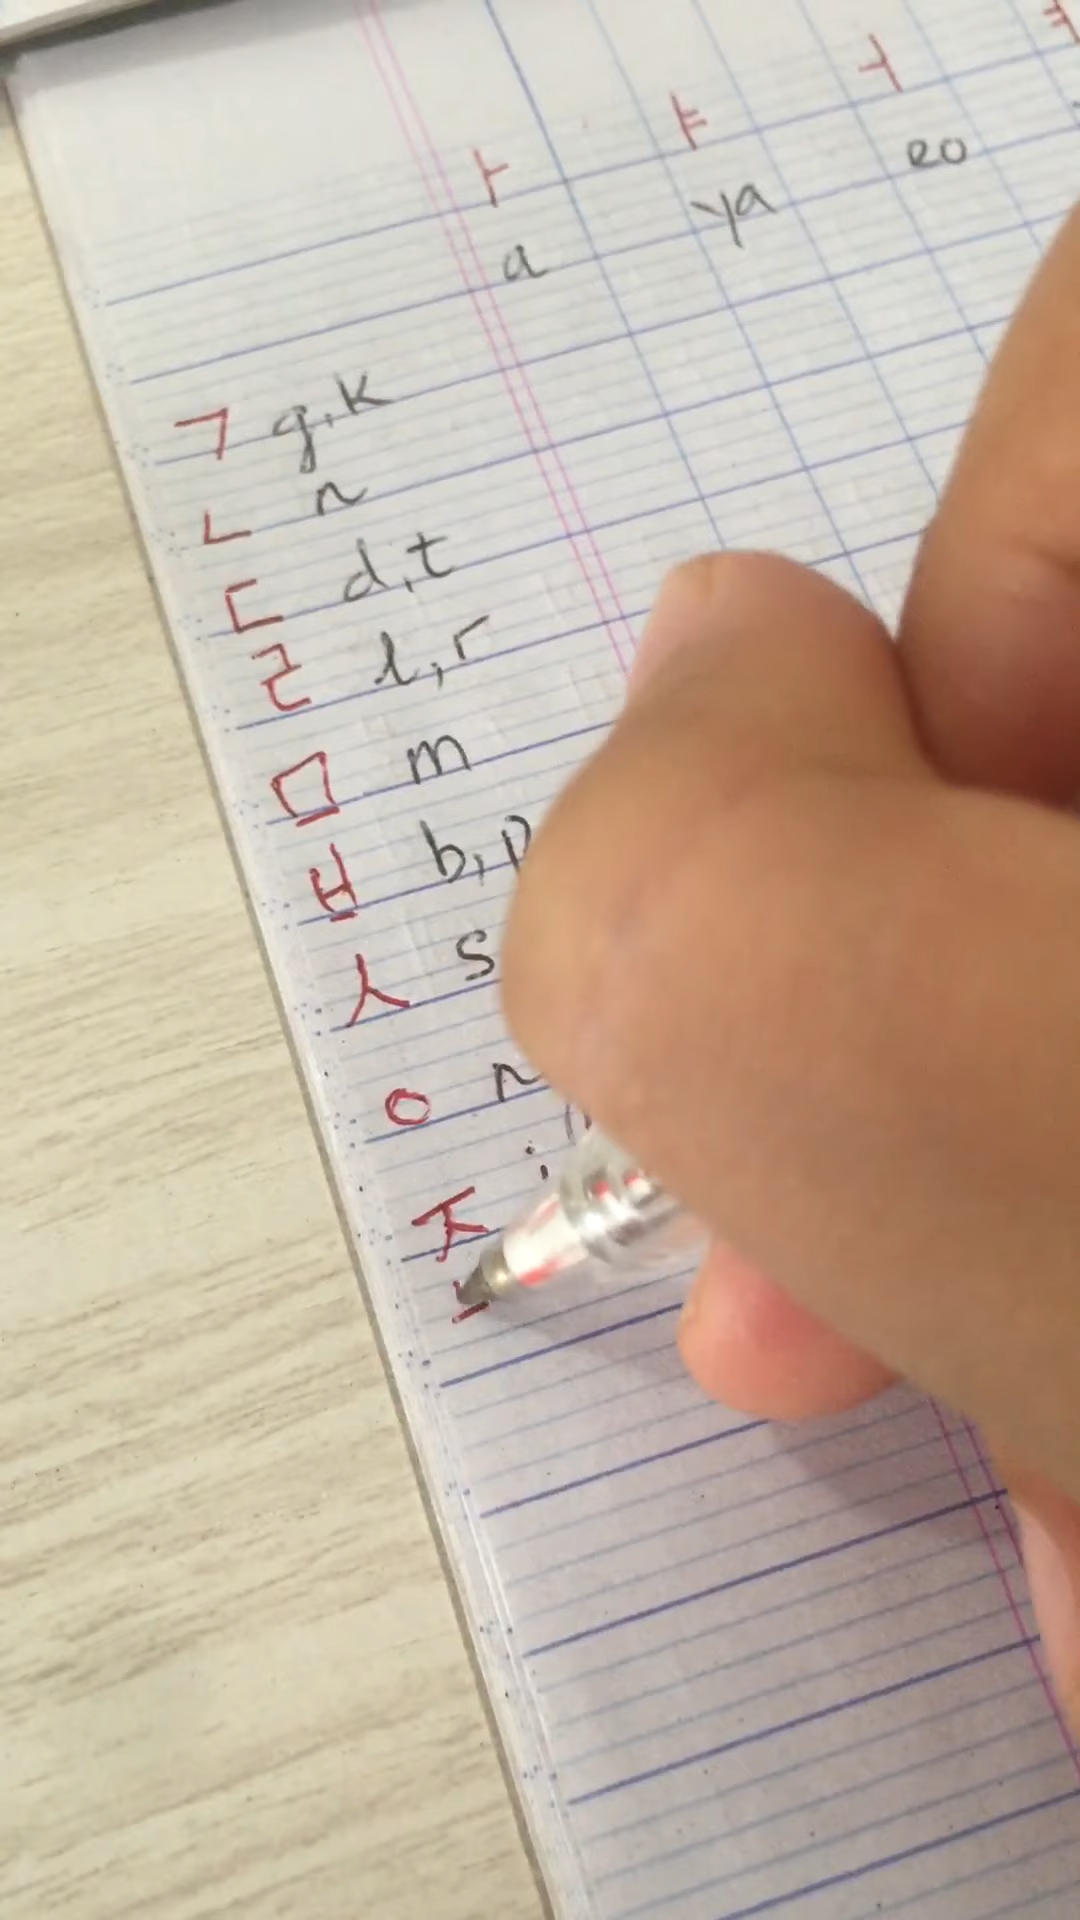 ㅏ ㅑ ㅓ
a ya eo
ㄱ g,k
ㄴ n
ㄷ d,t
ㄹ l,r
ㅁ m
ㅂ b,p
ㅅ s
ㅇ n
ㅈ